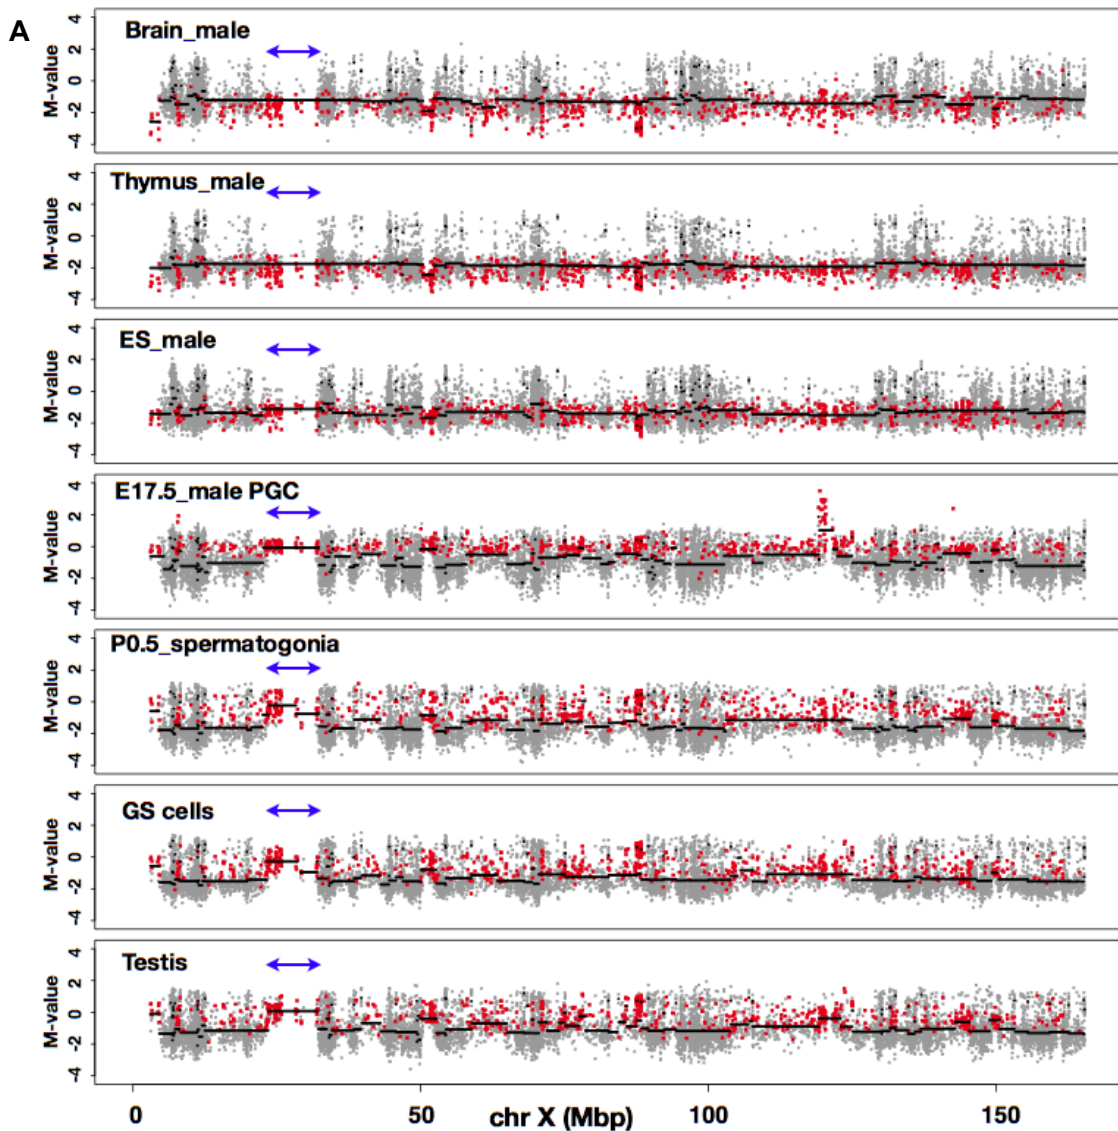 A
Brain_male
M-value
4
2
0
-2
-4
Thymus_male
M-value
4
2
0
-2
-4
ES_male
M-value
4
2
0
-2
-4
E17.5_male PGC
M-value
4
2
0
-2
-4
P0.5_spermatogonia
M-value
4
2
0
-2
-4
GS cells
M-value
4
2
0
-2
-4
Testis
M-value
4
2
0
-2
-4
0 50 100 150
chr X (Mbp)